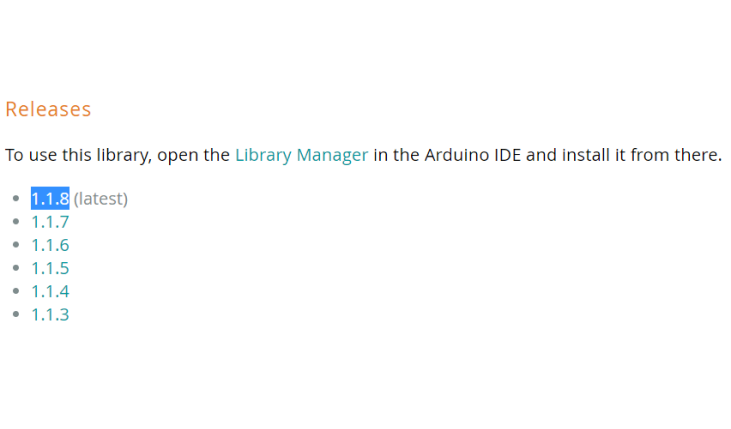 Releases
To use this library, open the Library Manager in the Arduino IDE and install it from there.
1.1.8 (latest)
1.1.7
1.1.6
1.1.5
1.1.4
1.1.3